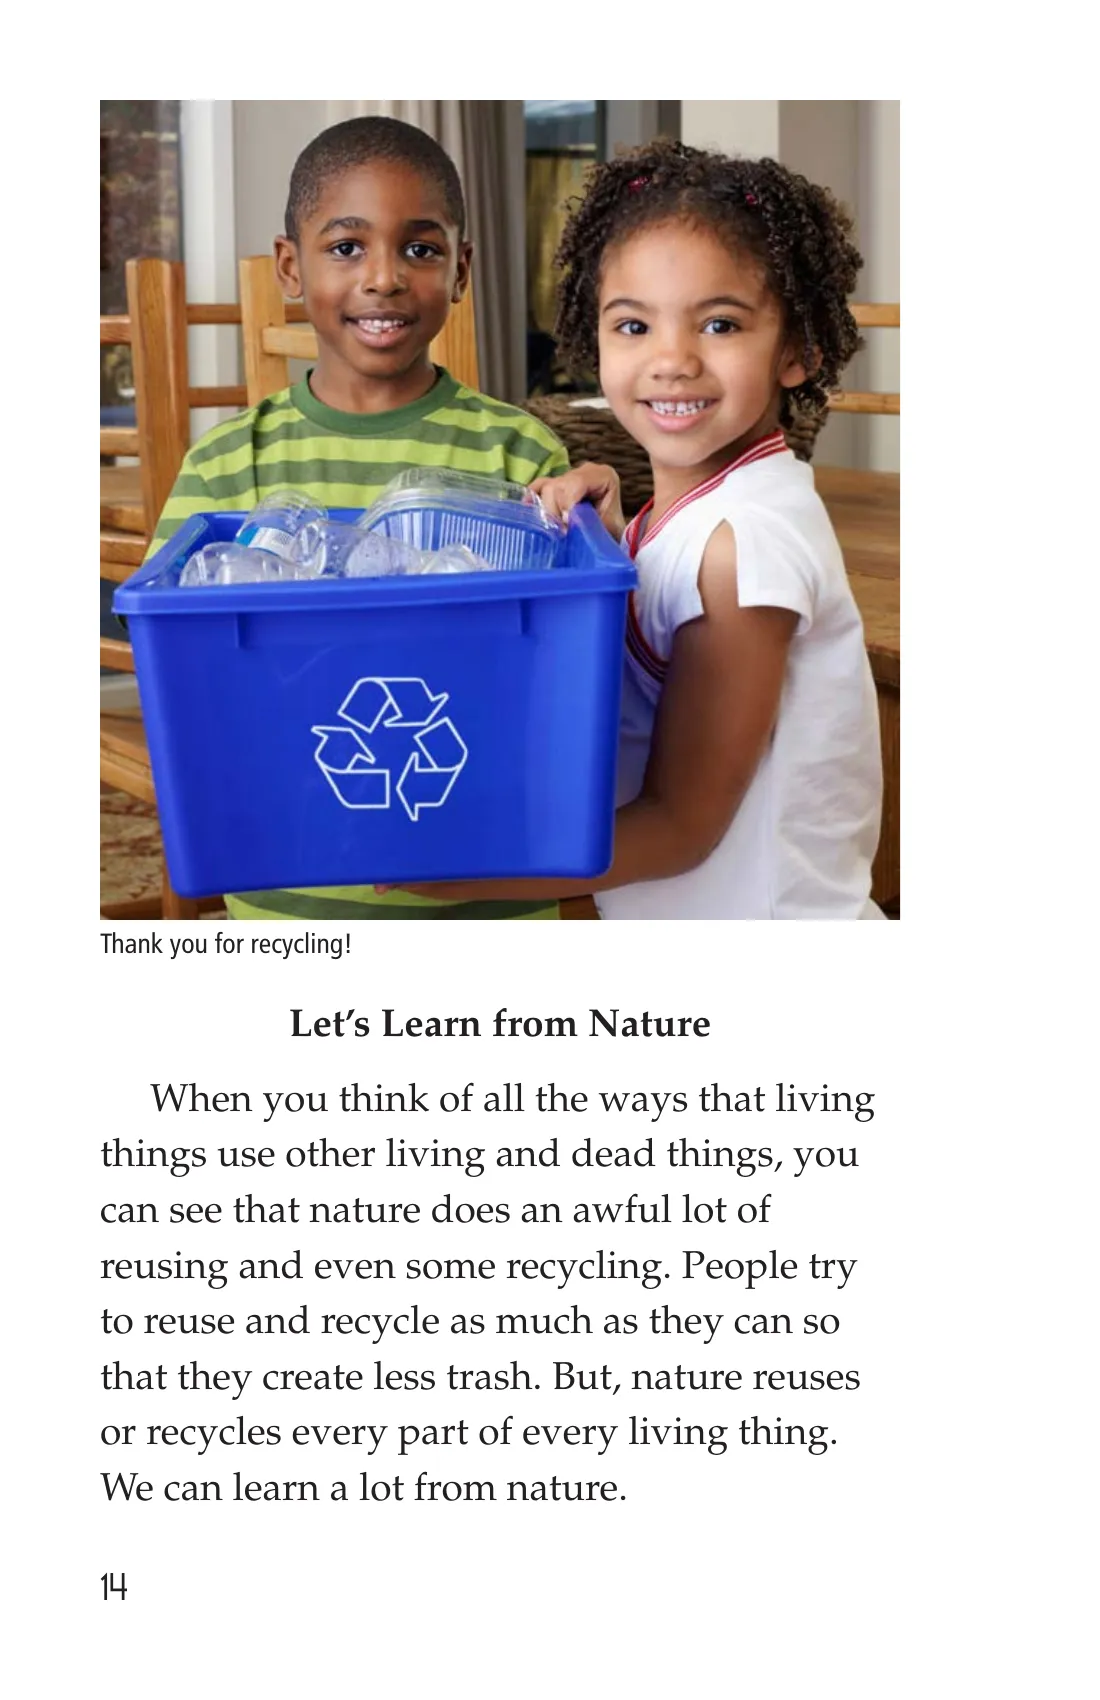 Thank you for recycling!
Let’s Learn from Nature
When you think of all the ways that living
things use other living and dead things, you
can see that nature does an awful lot of
reusing and even some recycling. People try
to reuse and recycle as much as they can so
that they create less trash. But, nature reuses
or recycles every part of every living thing.
We can learn a lot from nature.
14